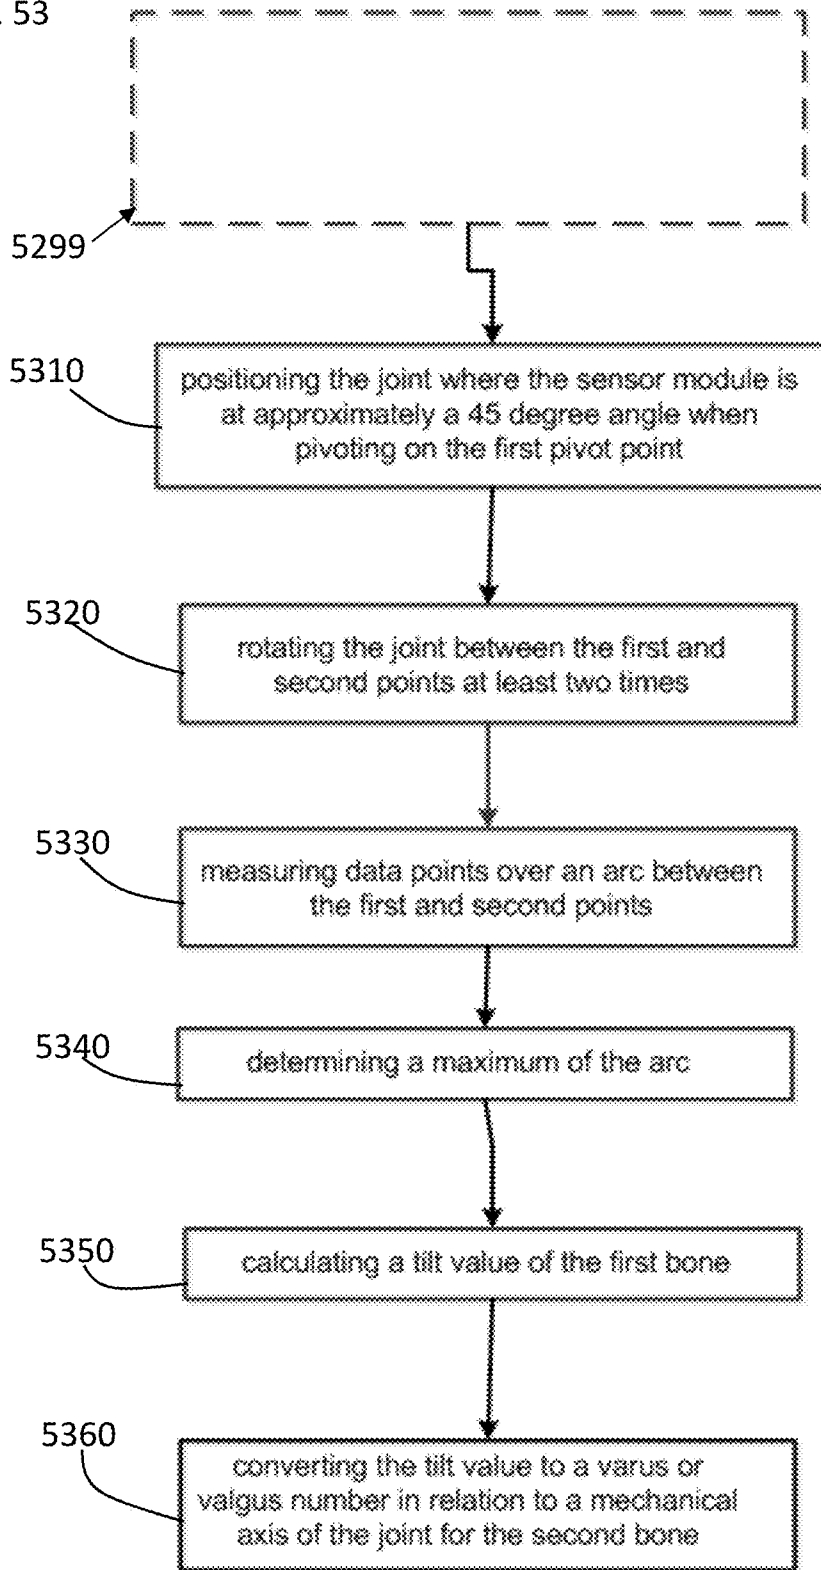 . 53
5299
5310
positioning the joint where the sensor module is
at approximately a 45 degree angle when
pivoting on the first pivot point
5320
rotating the joint between the first and
second points at least two times
5330
measuring data points over an arc between
the first and second points
5340
determining a maximum of the arc
5350
calculating a tilt value of the first bone
5360
converting the tilt value to a varus or
valgus number in relation to a mechanical
axis of the joint for the second bone